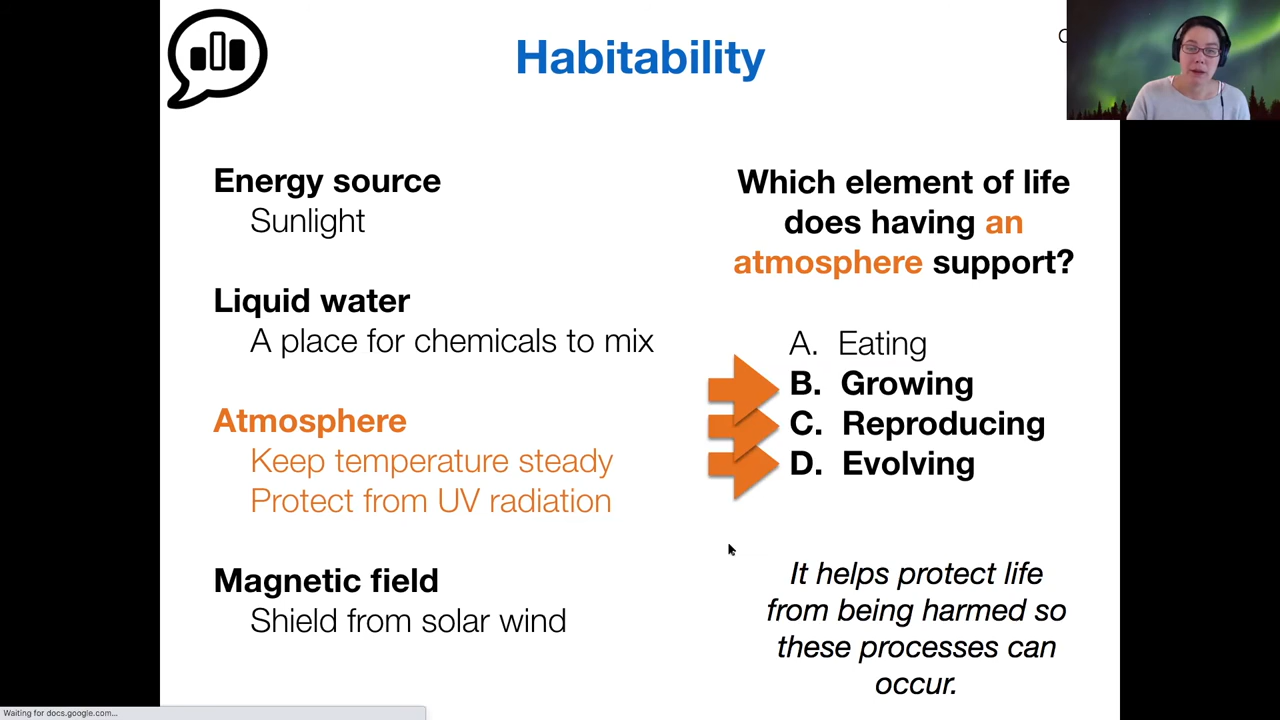 Habitability
Energy source
Sunlight
Liquid water
A place for chemicals to mix
Atmosphere
Keep temperature steady
Protect from UV radiation
Magnetic field
Shield from solar wind
Which element of life
does having an
atmosphere support?
A. Eating
B. Growing
C. Reproducing
D. Evolving
It helps protect life
from being harmed so
these processes can
occur.
Waiting for docs.google.com...